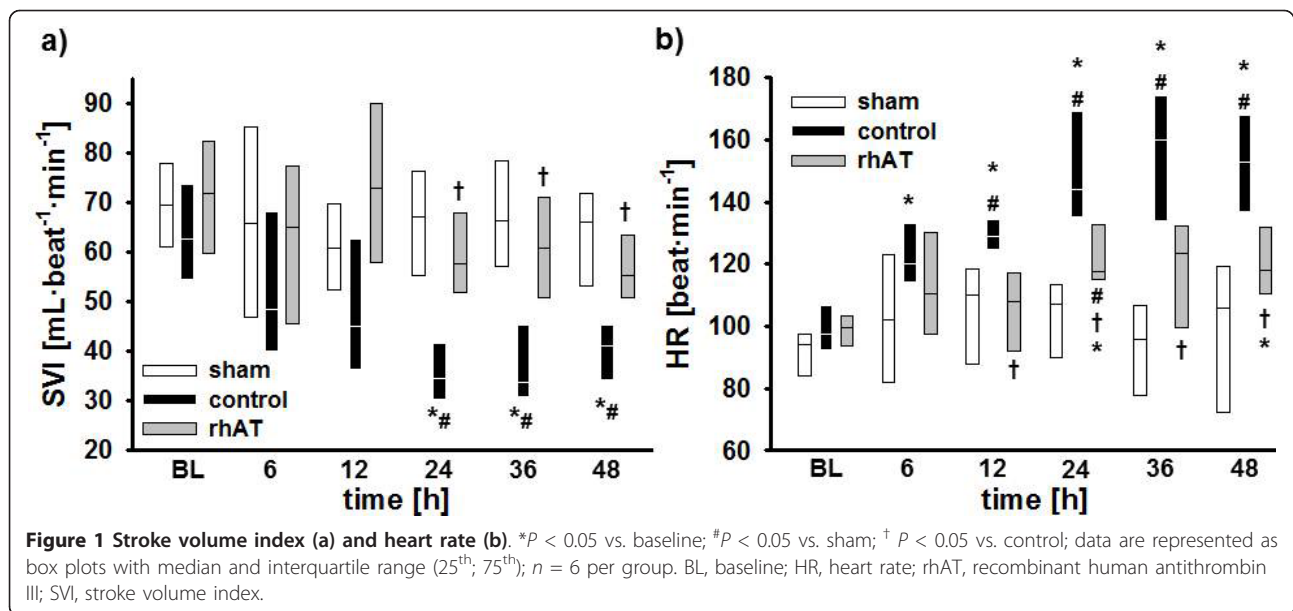 a)
SVI [mL·beat⁻¹·min⁻¹]
90
80
70
60
50
40
30
20
sham
control
rhAT
† † †
*# *# *#
BL 6 12 24 36 48
time [h]
b)
HR [beat·min⁻¹]
180
160
140
120
100
80
60
sham
control
rhAT
*
*
#
*
#
*
#
*
#
†
#
†
*
†
†
*
BL 6 12 24 36 48
time [h]
Figure 1 Stroke volume index (a) and heart rate (b). *P < 0.05 vs. baseline; #P < 0.05 vs. sham; † P < 0.05 vs. control; data are represented as
box plots with median and interquartile range (25th; 75th); n = 6 per group. BL, baseline; HR, heart rate; rhAT, recombinant human antithrombin
III; SVI, stroke volume index.